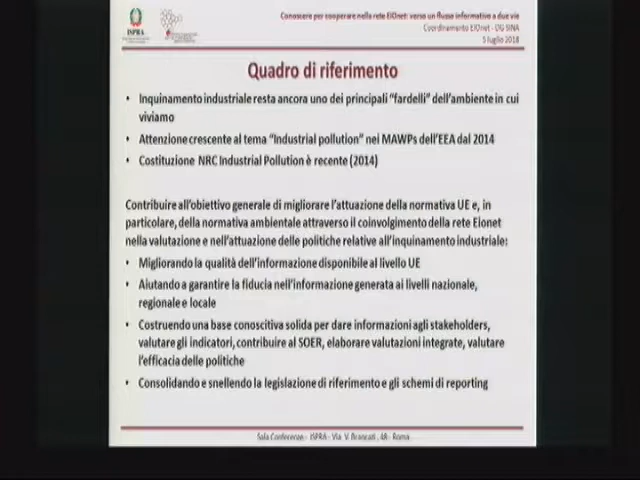 Conoscere per cooperare nella rete EIOnet: verso un flusso informativo a due vie
Coordinamento EIOnet - DG SINA
5 luglio 2018
ISPRA
Quadro di riferimento
• Inquinamento industriale resta ancora uno dei principali "fardelli" dell'ambiente in cui
viviamo
• Attenzione crescente al tema "Industrial pollution" nei MAWPs dell'EEA dal 2014
• Costituzione NRC Industrial Pollution è recente (2014)
Contribuire all'obiettivo generale di migliorare l'attuazione della normativa UE e, in
particolare, della normativa ambientale attraverso il coinvolgimento della rete Eionet
nella valutazione e nell'attuazione delle politiche relative all'inquinamento industriale:
• Migliorando la qualità dell'informazione disponibile al livello UE
• Aiutando a garantire la fiducia nell'informazione generata ai livelli nazionale,
regionale e locale
• Costruendo una base conoscitiva solida per dare informazioni agli stakeholders,
valutare gli indicatori, contribuire al SOER, elaborare valutazioni integrate, valutare
l'efficacia delle politiche
• Consolidando e snellendo la legislazione di riferimento e gli schemi di reporting
Sala Conferenze - ISPRA - Via V. Brancati, 48 - Roma